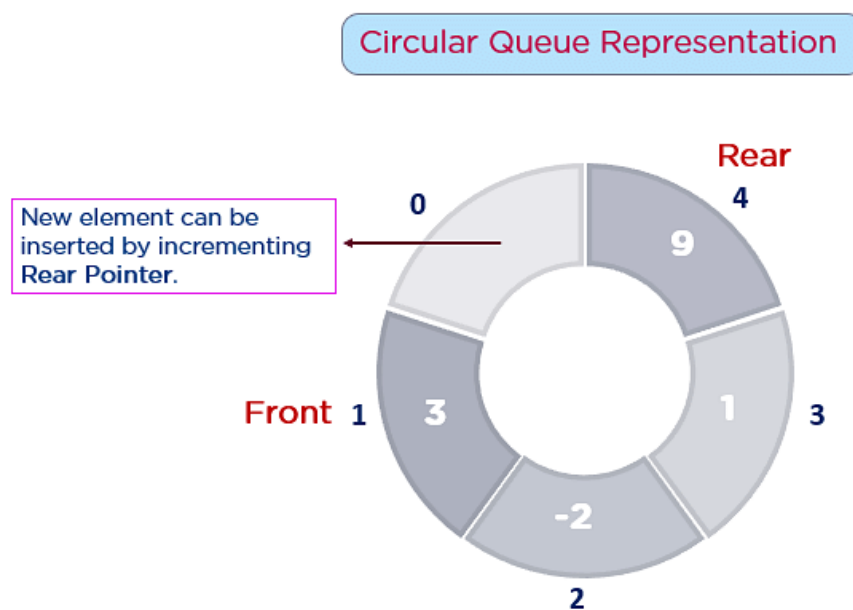 Circular Queue Representation
Rear
0
4
New element can be
inserted by incrementing
Rear Pointer.
9
Front 1
3
1
3
-2
2